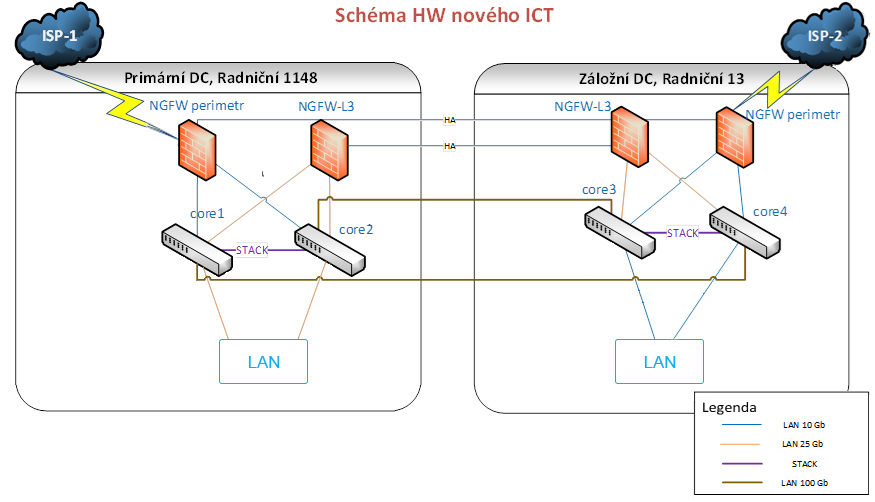 Schéma HW nového ICT
ISP-1
ISP-2
Primární DC, Radniční 1148
Záložní DC, Radniční 13
NGFW perimetr
NGFW-L3
NGFW-L3
NGFW perimetr
HA
HA
core1
core2
core3
core4
STACK
STACK
LAN
LAN
Legenda
LAN 10 Gb
LAN 25 Gb
STACK
LAN 100 Gb